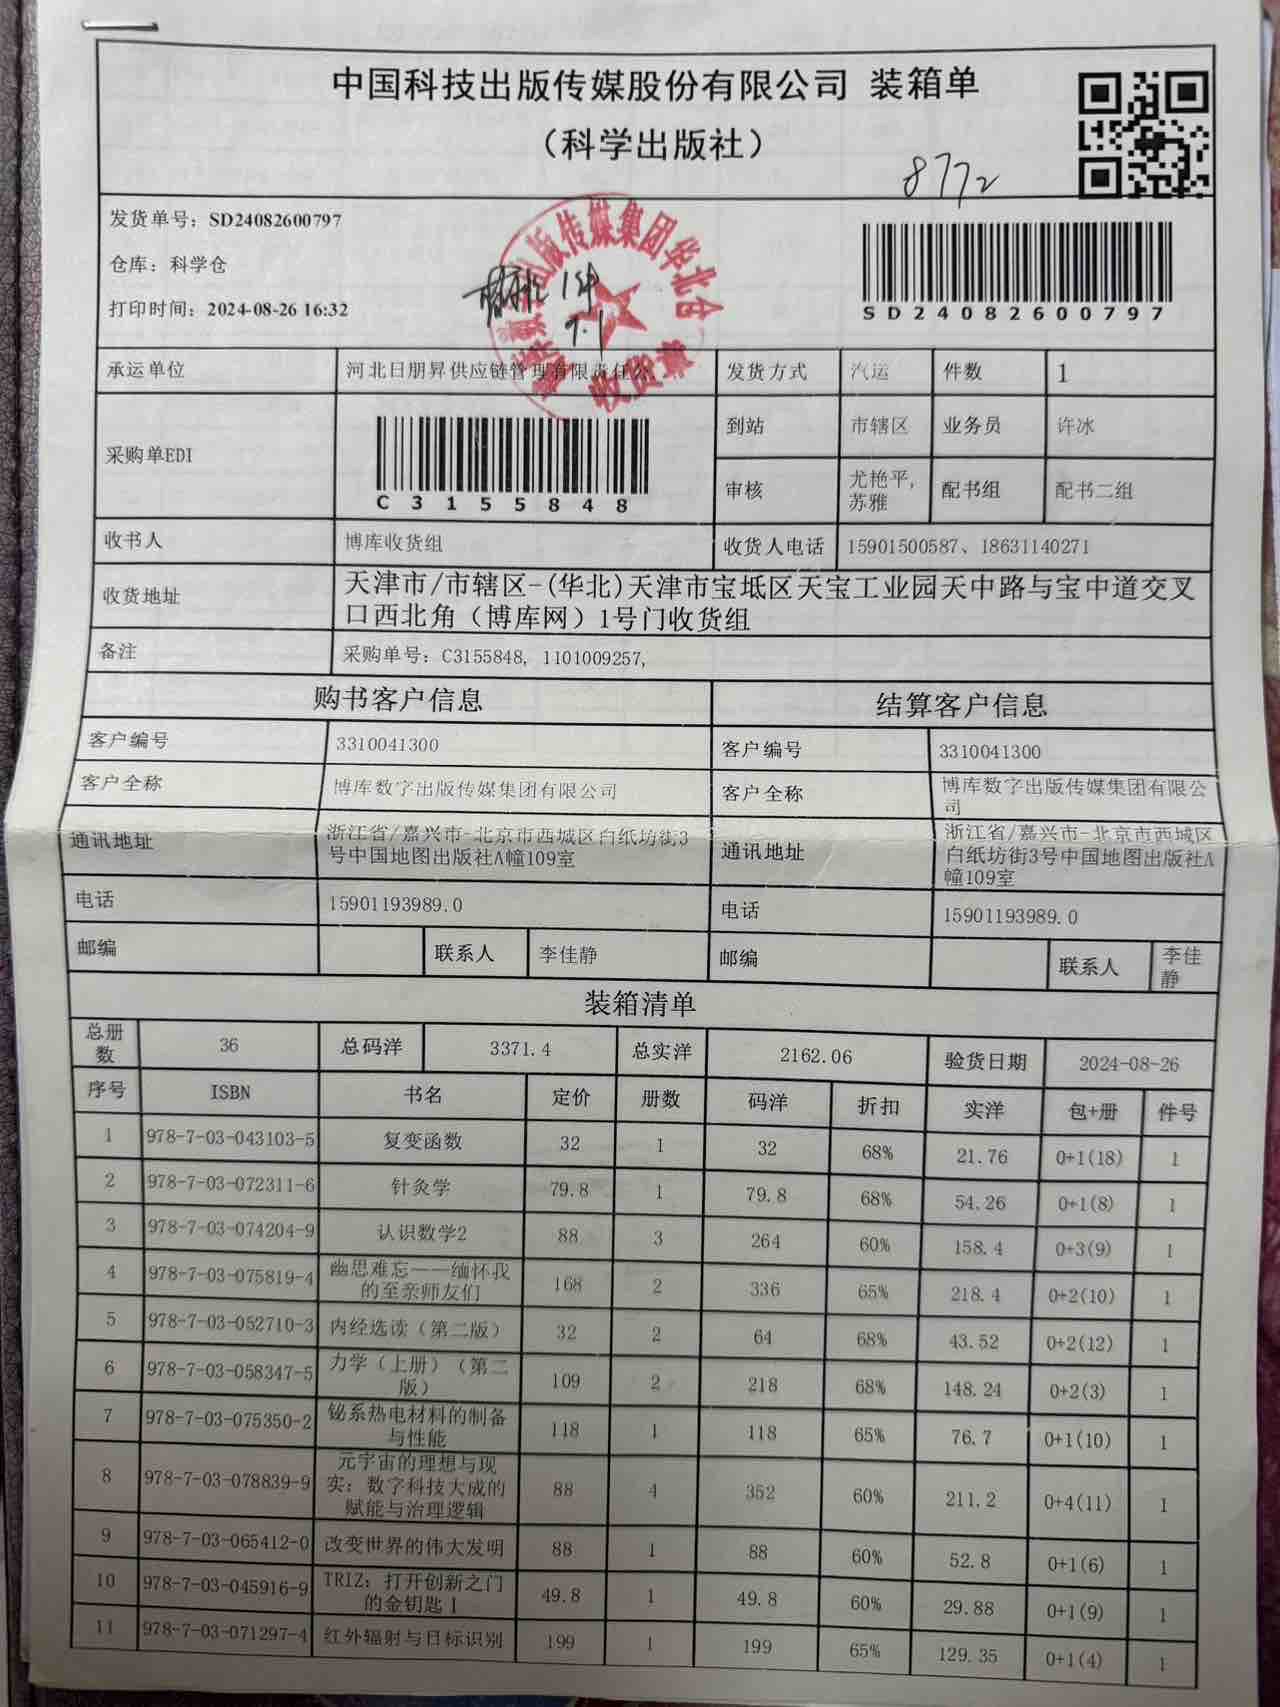 中国科技出版传媒股份有限公司 装箱单
（科学出版社）
8772
发货单号：SD24082600797
仓库：科学仓
打印时间：2024-08-26 16:32
SD24082600797
出版传媒集团华北仓
收货章
1件
9.1
承运单位 河北日朋昇供应链管理有限责任公 发货方式 汽运 件数 1
采购单EDI C3155848 到站 市辖区 业务员 许冰
审核 尤艳平，苏雅 配书组 配书二组
收书人 博库收货组 收货人电话 15901500587、18631140271
收货地址 天津市/市辖区-(华北)天津市宝坻区天宝工业园天中路与宝中道交叉
口西北角（博库网）1号门收货组
备注 采购单号：C3155848, 1101009257,
购书客户信息 结算客户信息
客户编号 3310041300 客户编号 3310041300
客户全称 博库数字出版传媒集团有限公司 客户全称 博库数字出版传媒集团有限公司
通讯地址 浙江省/嘉兴市-北京市西城区白纸坊街3号中国地图出版社A幢109室 通讯地址 浙江省/嘉兴市-北京市西城区白纸坊街3号中国地图出版社A幢109室
电话 15901193989.0 电话 15901193989.0
邮编 联系人 李佳静 邮编 联系人 李佳静
装箱清单
总册数 36 总码洋 3371.4 总实洋 2162.06 验货日期 2024-08-26
序号 ISBN 书名 定价 册数 码洋 折扣 实洋 包+册 件号
1 978-7-03-043103-5 复变函数 32 1 32 68% 21.76 0+1(18) 1
2 978-7-03-072311-6 针灸学 79.8 1 79.8 68% 54.26 0+1(8) 1
3 978-7-03-074204-9 认识数学2 88 3 264 60% 158.4 0+3(9) 1
4 978-7-03-075819-4 幽思难忘——缅怀我的至亲师友们 168 2 336 65% 218.4 0+2(10) 1
5 978-7-03-052710-3 内经选读（第二版） 32 2 64 68% 43.52 0+2(12) 1
6 978-7-03-058347-5 力学（上册）（第二版） 109 2 218 68% 148.24 0+2(3) 1
7 978-7-03-075350-2 铋系热电材料的制备与性能 118 1 118 65% 76.7 0+1(10) 1
8 978-7-03-078839-9 元宇宙的理想与现实：数字科技大成的赋能与治理逻辑 88 4 352 60% 211.2 0+4(11) 1
9 978-7-03-065412-0 改变世界的伟大发明 88 1 88 60% 52.8 0+1(6) 1
10 978-7-03-045916-9 TRIZ：打开创新之门的金钥匙Ⅰ 49.8 1 49.8 60% 29.88 0+1(9) 1
11 978-7-03-071297-4 红外辐射与目标识别 199 1 199 65% 129.35 0+1(4) 1